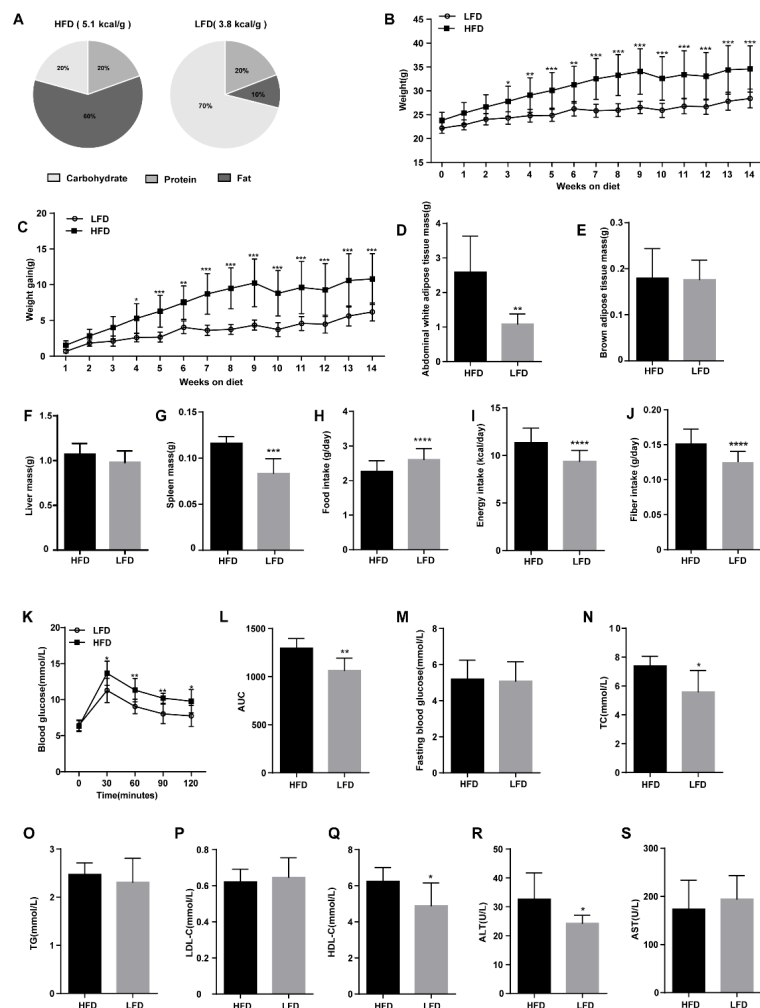 A
HFD ( 5.1 kcal/g )
LFD( 3.8 kcal/g )
20%
20%
60%
20%
10%
70%
Carbohydrate
Protein
Fat
B
LFD
HFD
Weight(g)
40
35
30
25
20
15
* ** *** ** *** *** *** *** *** *** *** ***
0 1 2 3 4 5 6 7 8 9 10 11 12 13 14
Weeks on diet
C
LFD
HFD
Weight gain(g)
20
15
10
5
0
* *** ** *** *** *** *** *** *** *** ***
1 2 3 4 5 6 7 8 9 10 11 12 13 14
Weeks on diet
D
Abdominal white adipose tissue mass(g)
4
3
2
1
0
**
HFD LFD
E
Brown adipose tissue mass(g)
0.3
0.2
0.1
0.0
HFD LFD
F
Liver mass(g)
1.5
1.0
0.5
0.0
HFD LFD
G
Spleen mass(g)
0.15
0.10
0.05
0.00
***
HFD LFD
H
Food intake (g/day)
4
3
2
1
0
****
HFD LFD
I
Energy intake (kcal/day)
15
10
5
0
****
HFD LFD
J
Fiber intake (g/day)
0.20
0.15
0.10
0.05
0.00
****
HFD LFD
K
LFD
HFD
Blood glucose(mmol/L)
20
15
10
5
0
* ** ** *
0 30 60 90 120
Time(minutes)
L
AUC
1500
1000
500
0
**
HFD LFD
M
Fasting blood glucose(mmol/L)
8
6
4
2
0
HFD LFD
N
TC(mmol/L)
10
8
6
4
2
0
*
HFD LFD
O
TG(mmol/L)
3
2
1
0
HFD LFD
P
LDL-C(mmol/L)
0.8
0.6
0.4
0.2
0.0
HFD LFD
Q
HDL-C(mmol/L)
8
6
4
2
0
*
HFD LFD
R
ALT(U/L)
50
40
30
20
10
0
*
HFD LFD
S
AST(U/L)
300
200
100
0
HFD LFD